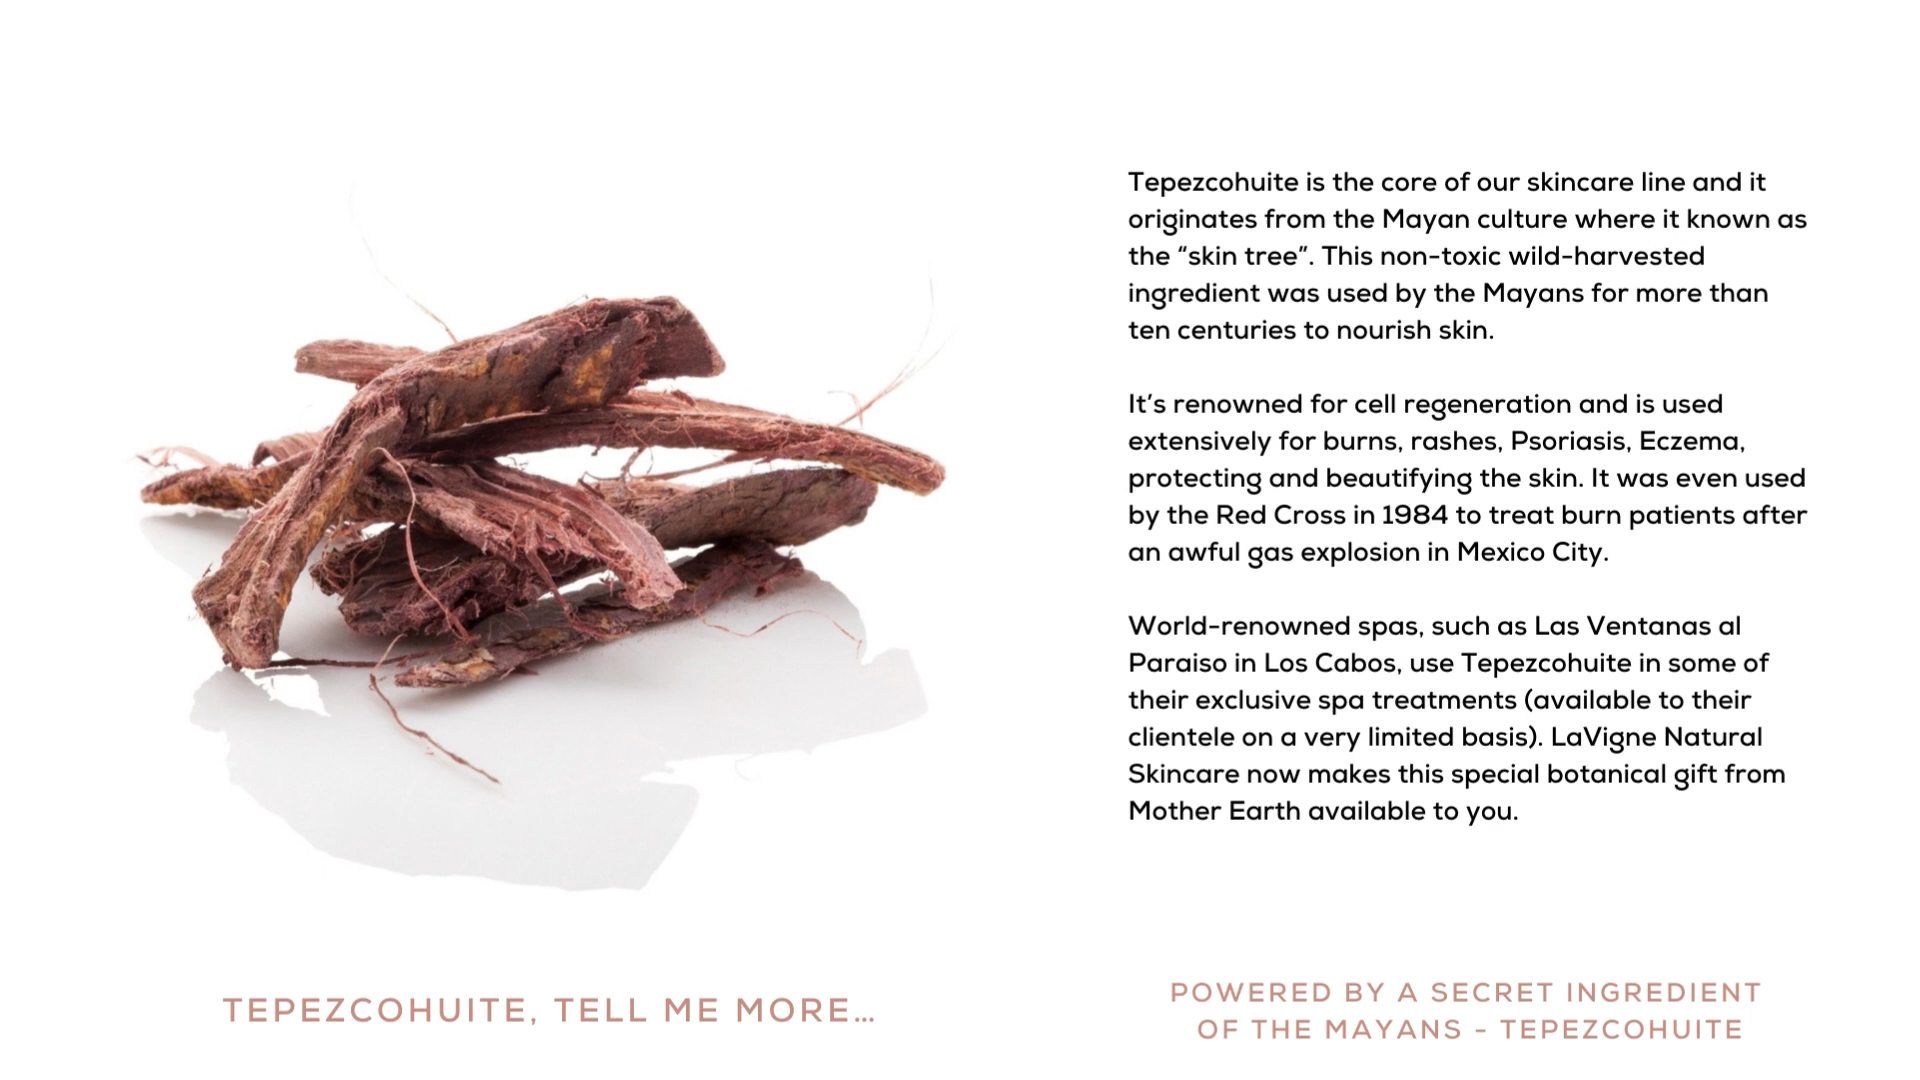 Tepezcohuite is the core of our skincare line and it
originates from the Mayan culture where it known as
the “skin tree”. This non-toxic wild-harvested
ingredient was used by the Mayans for more than
ten centuries to nourish skin.
It’s renowned for cell regeneration and is used
extensively for burns, rashes, Psoriasis, Eczema,
protecting and beautifying the skin. It was even used
by the Red Cross in 1984 to treat burn patients after
an awful gas explosion in Mexico City.
World-renowned spas, such as Las Ventanas al
Paraiso in Los Cabos, use Tepezcohuite in some of
their exclusive spa treatments (available to their
clientele on a very limited basis). LaVigne Natural
Skincare now makes this special botanical gift from
Mother Earth available to you.
TEPEZCOHUITE, TELL ME MORE...
POWERED BY A SECRET INGREDIENT
OF THE MAYANS - TEPEZCOHUITE